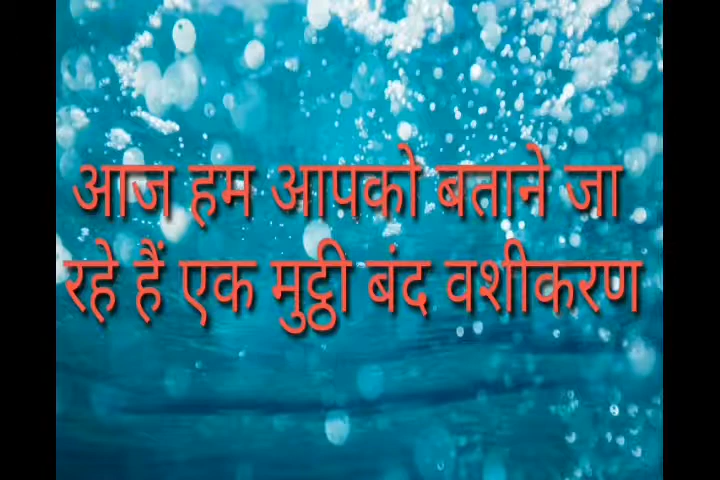 आज हम आपको बताने जा
रहे हैं एक मुट्ठी बंद वशीकरण